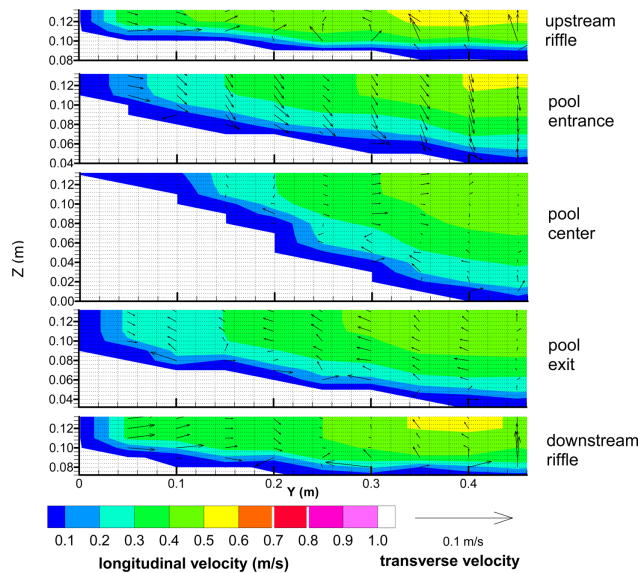 0.12
0.10
0.08
upstream
riffle
0.12
0.10
0.08
0.06
0.04
pool
entrance
0.12
0.10
0.08
0.06
0.04
0.02
0.00
pool
center
Z (m)
0.12
0.10
0.08
0.06
0.04
pool
exit
0.12
0.10
0.08
downstream
riffle
0 0.1 0.2 0.3 0.4
Y (m)
0.1 0.2 0.3 0.4 0.5 0.6 0.7 0.8 0.9 1.0
0.1 m/s
longitudinal velocity (m/s)
transverse velocity